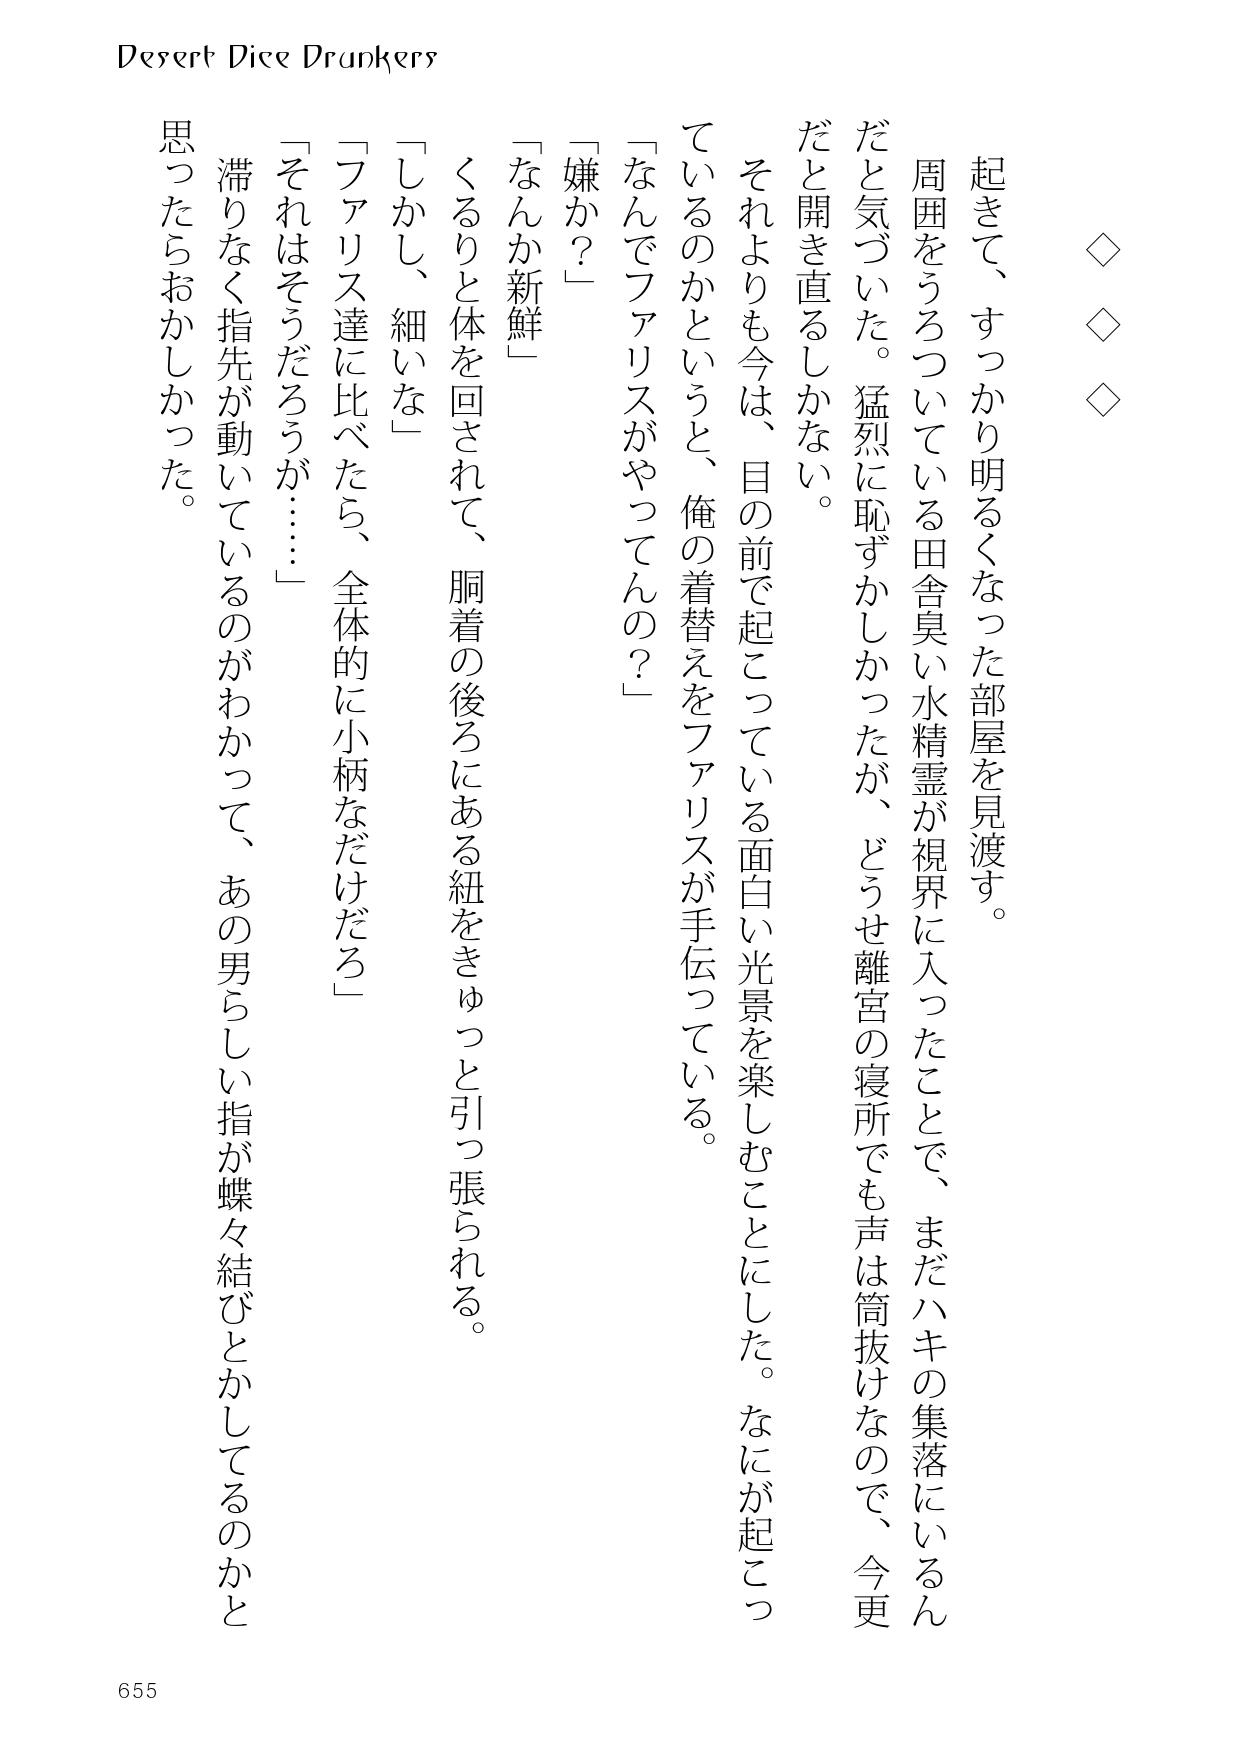 Desert Dice Drunkers
◇　◇　◇
　起きて、すっかり明るくなった部屋を見渡す。
　周囲をうろついている田舎臭い水精霊が視界に入ったことで、まだハキの集落にいるん
だと気づいた。猛烈に恥ずかしかったが、どうせ離宮の寝所でも声は筒抜けなので、今更
だと開き直るしかない。
　それよりも今は、目の前で起こっている面白い光景を楽しむことにした。なにが起こっ
ているのかというと、俺の着替えをファリスが手伝っている。
「なんでファリスがやってんの？」
「嫌か？」
「なんか新鮮」
　くるりと体を回されて、胴着の後ろにある紐をきゅっと引っ張られる。
「しかし、細いな」
「ファリス達に比べたら、全体的に小柄なだけだろ」
「それはそうだろうが……」
　滞りなく指先が動いているのがわかって、あの男らしい指が蝶々結びとかしてるのかと
思ったらおかしかった。
655